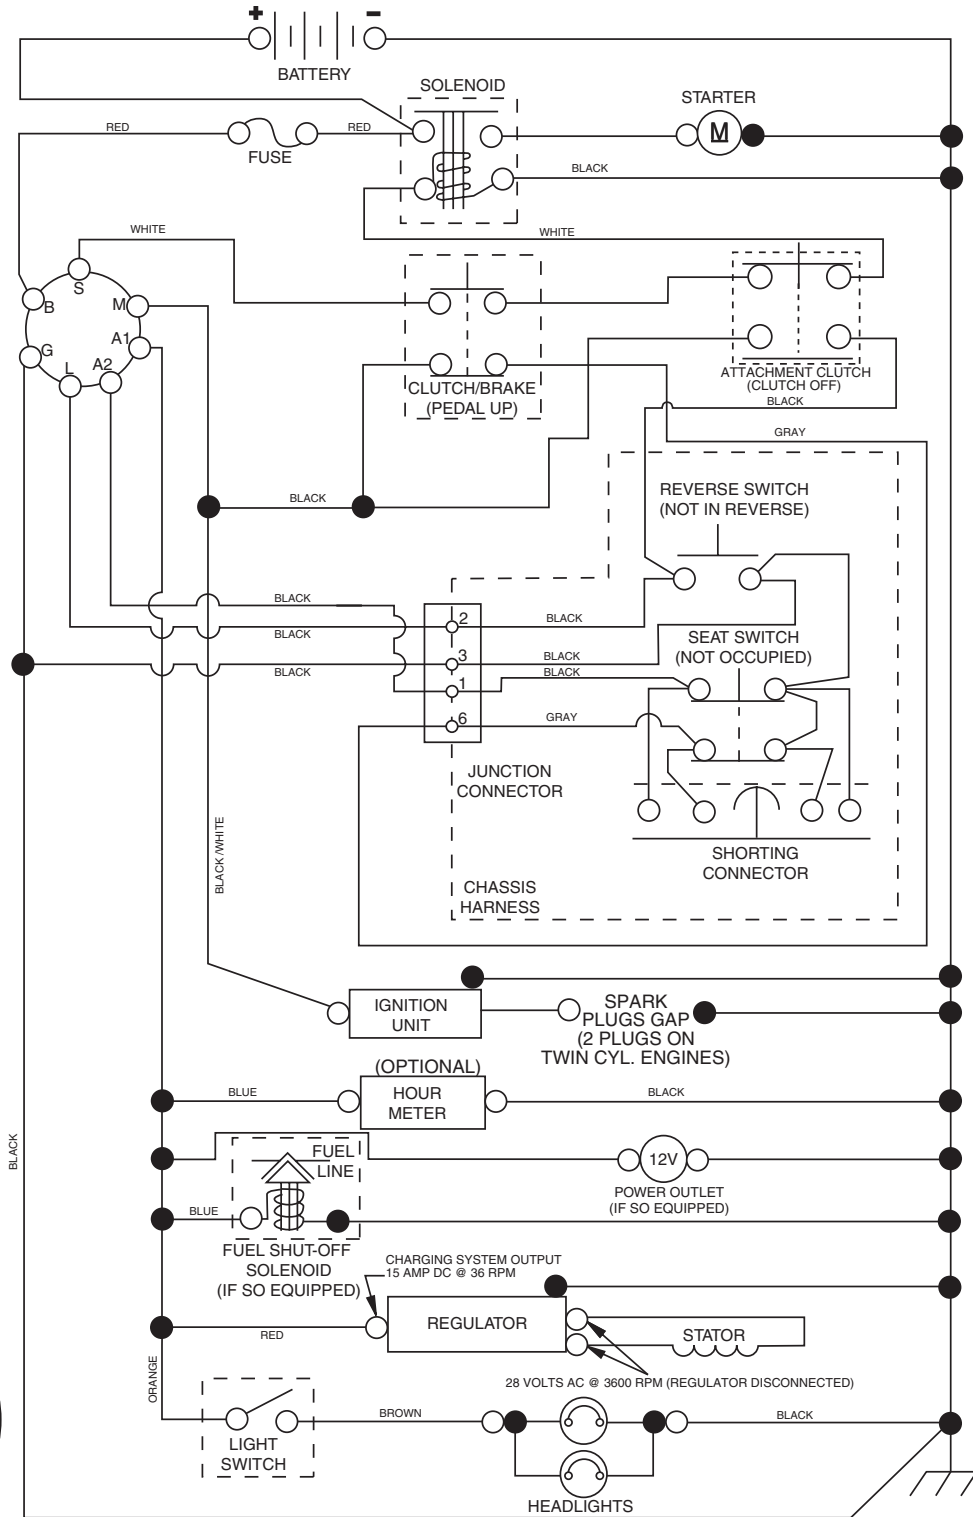 + -
BATTERY
SOLENOID
STARTER
RED
RED
FUSE
M
BLACK
WHITE
WHITE
S
B
M
G
A1
L
A2
CLUTCH/BRAKE
(PEDAL UP)
ATTACHMENT CLUTCH
(CLUTCH OFF)
BLACK
GRAY
BLACK
REVERSE SWITCH
(NOT IN REVERSE)
BLACK
BLACK
2
BLACK
SEAT SWITCH
(NOT OCCUPIED)
BLACK
3
BLACK
BLACK
1
6
GRAY
JUNCTION
CONNECTOR
SHORTING
CONNECTOR
BLACK /WHITE
CHASSIS
HARNESS
IGNITION
UNIT
SPARK
PLUGS GAP
(2 PLUGS ON
TWIN CYL. ENGINES)
(OPTIONAL)
HOUR
METER
BLUE
BLACK
BLACK
FUEL
LINE
12V
POWER OUTLET
(IF SO EQUIPPED)
BLUE
FUEL SHUT-OFF
SOLENOID
(IF SO EQUIPPED)
CHARGING SYSTEM OUTPUT
15 AMP DC @ 36 RPM
REGULATOR
STATOR
RED
28 VOLTS AC @ 3600 RPM (REGULATOR DISCONNECTED)
ORANGE
BROWN
BLACK
LIGHT
SWITCH
HEADLIGHTS